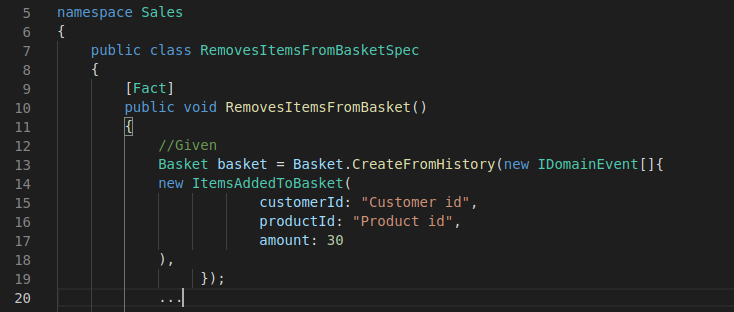 5 namespace Sales
6 {
7     public class RemovesItemsFromBasketSpec
8     {
9         [Fact]
10         public void RemovesItemsFromBasket()
11         {
12             //Given
13             Basket basket = Basket.CreateFromHistory(new IDomainEvent[]{
14             new ItemsAddedToBasket(
15                         customerId: "Customer id",
16                         productId: "Product id",
17                         amount: 30
18             ),
19                  });
20             ...